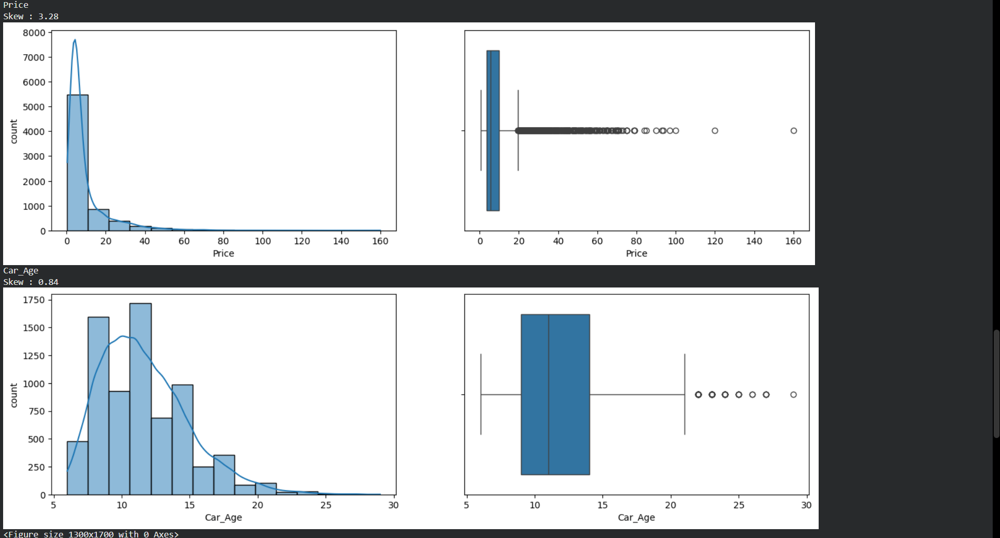 Price
Skew : 3.28
8000
7000
6000
5000
4000
3000
2000
1000
0
count
0 20 40 60 80 100 120 140 160
Price
0 20 40 60 80 100 120 140 160
Price
Car_Age
Skew : 0.84
1750
1500
1250
1000
750
500
250
0
count
5 10 15 20 25 30
Car_Age
5 10 15 20 25 30
Car_Age
<Figure size 1300x1700 with 0 Axes>